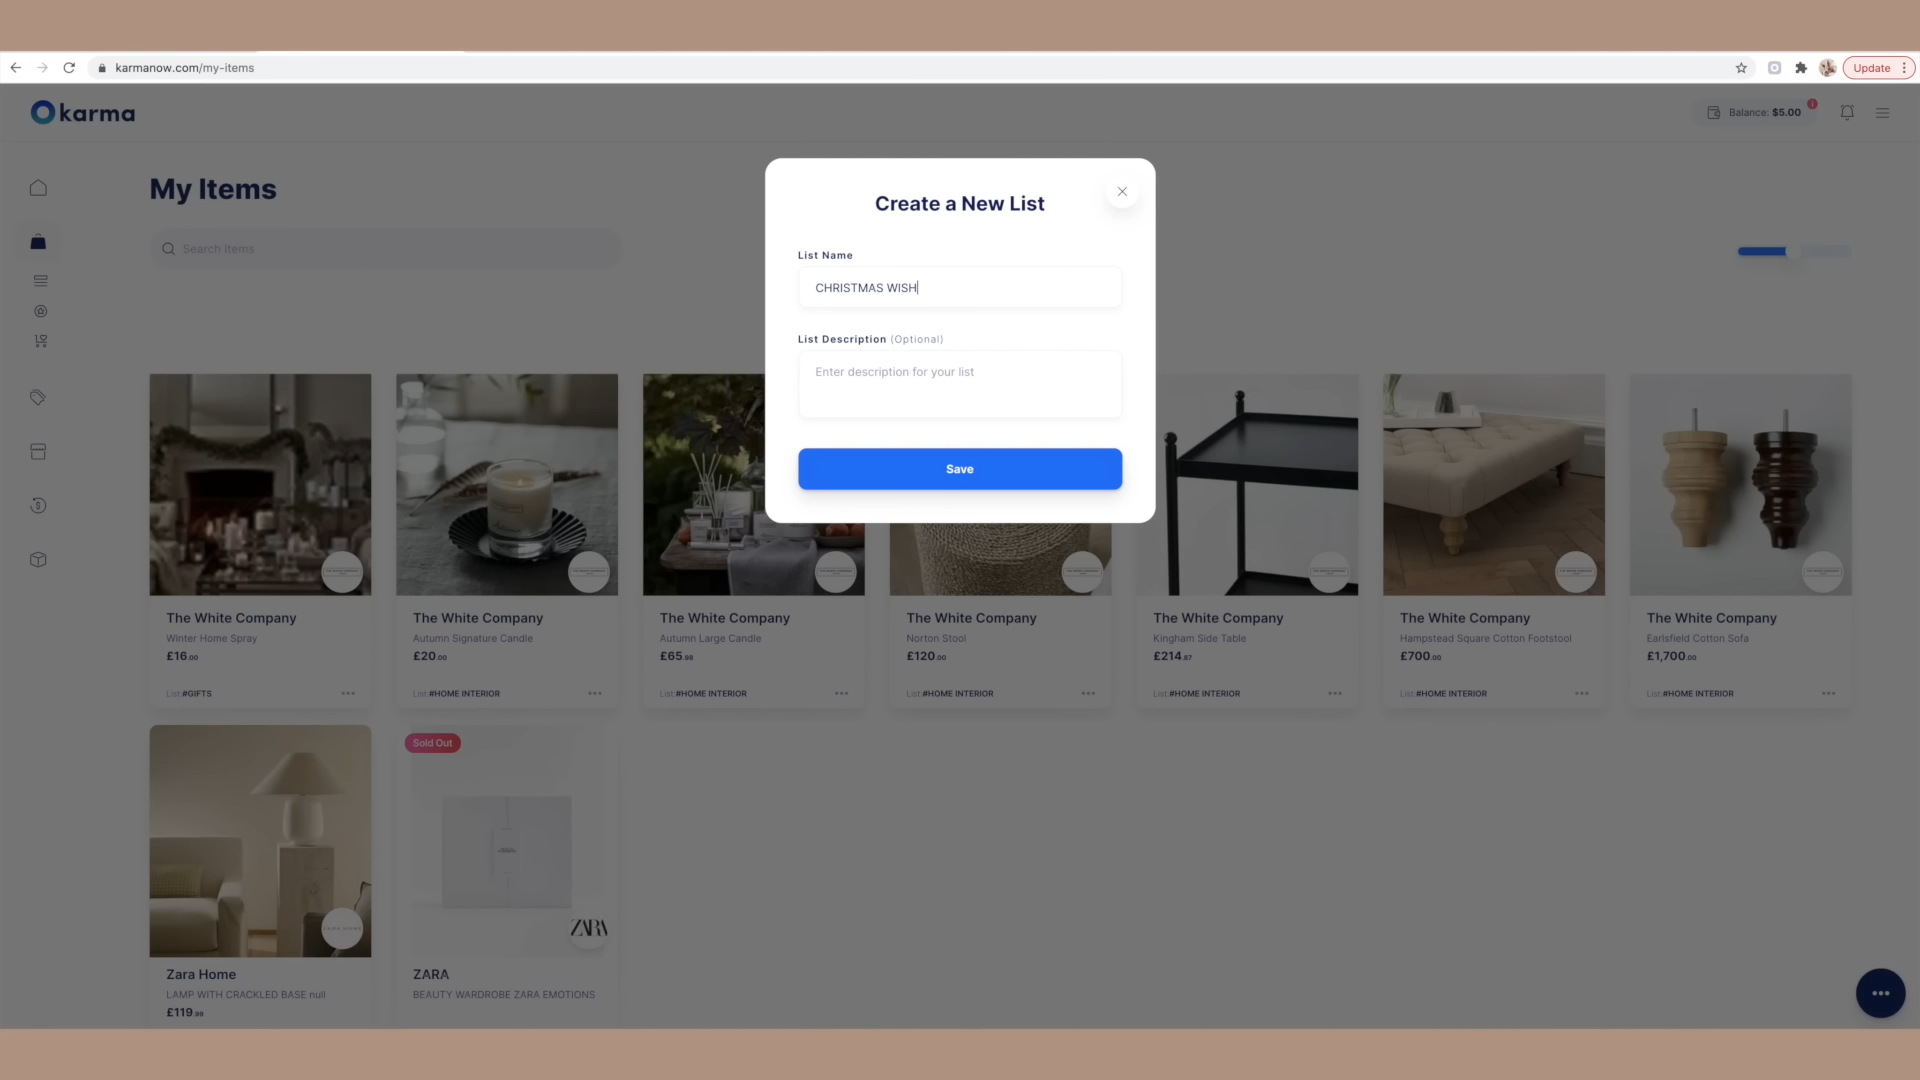 karmanow.com/my-items
Update
karma
Balance: $5.00
My Items
Search Items
Create a New List
List Name
CHRISTMAS WISH
List Description (Optional)
Enter description for your list
Save
The White Company
Winter Home Spray
£16.00
List:#GIFTS
The White Company
Autumn Signature Candle
£20.00
List:#HOME INTERIOR
The White Company
Autumn Large Candle
£65.98
List:#HOME INTERIOR
The White Company
Norton Stool
£120.00
List:#HOME INTERIOR
The White Company
Kingham Side Table
£214.87
List:#HOME INTERIOR
The White Company
Hampstead Square Cotton Footstool
£700.00
List:#HOME INTERIOR
The White Company
Earlsfield Cotton Sofa
£1,700.00
List:#HOME INTERIOR
Sold Out
ZARA
Zara Home
LAMP WITH CRACKLED BASE null
£119.99
ZARA
BEAUTY WARDROBE ZARA EMOTIONS